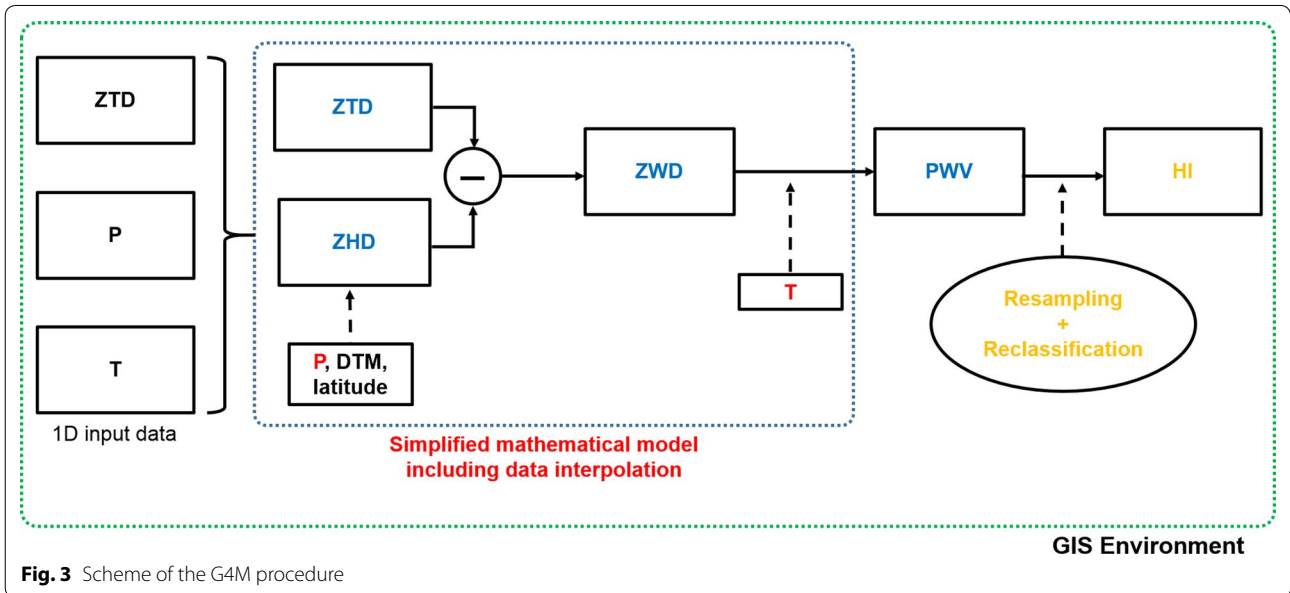 ZTD
P
T
1D input data
ZTD
ZHD
P, DTM,
latitude
−
ZWD
T
Simplified mathematical model
including data interpolation
PWV
HI
Resampling
+
Reclassification
GIS Environment
Fig. 3 Scheme of the G4M procedure